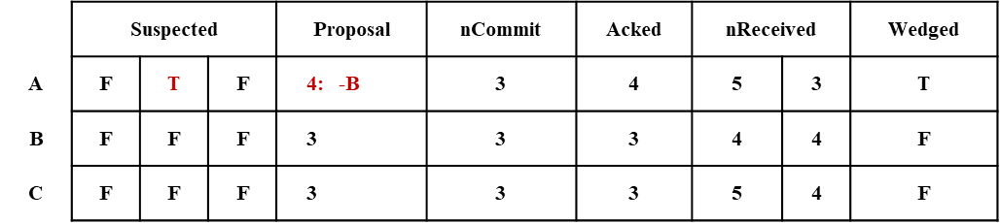 Suspected Proposal nCommit Acked nReceived Wedged
A F T F 4: -B 3 4 5 3 T
B F F F 3 3 3 4 4 F
C F F F 3 3 3 5 4 F